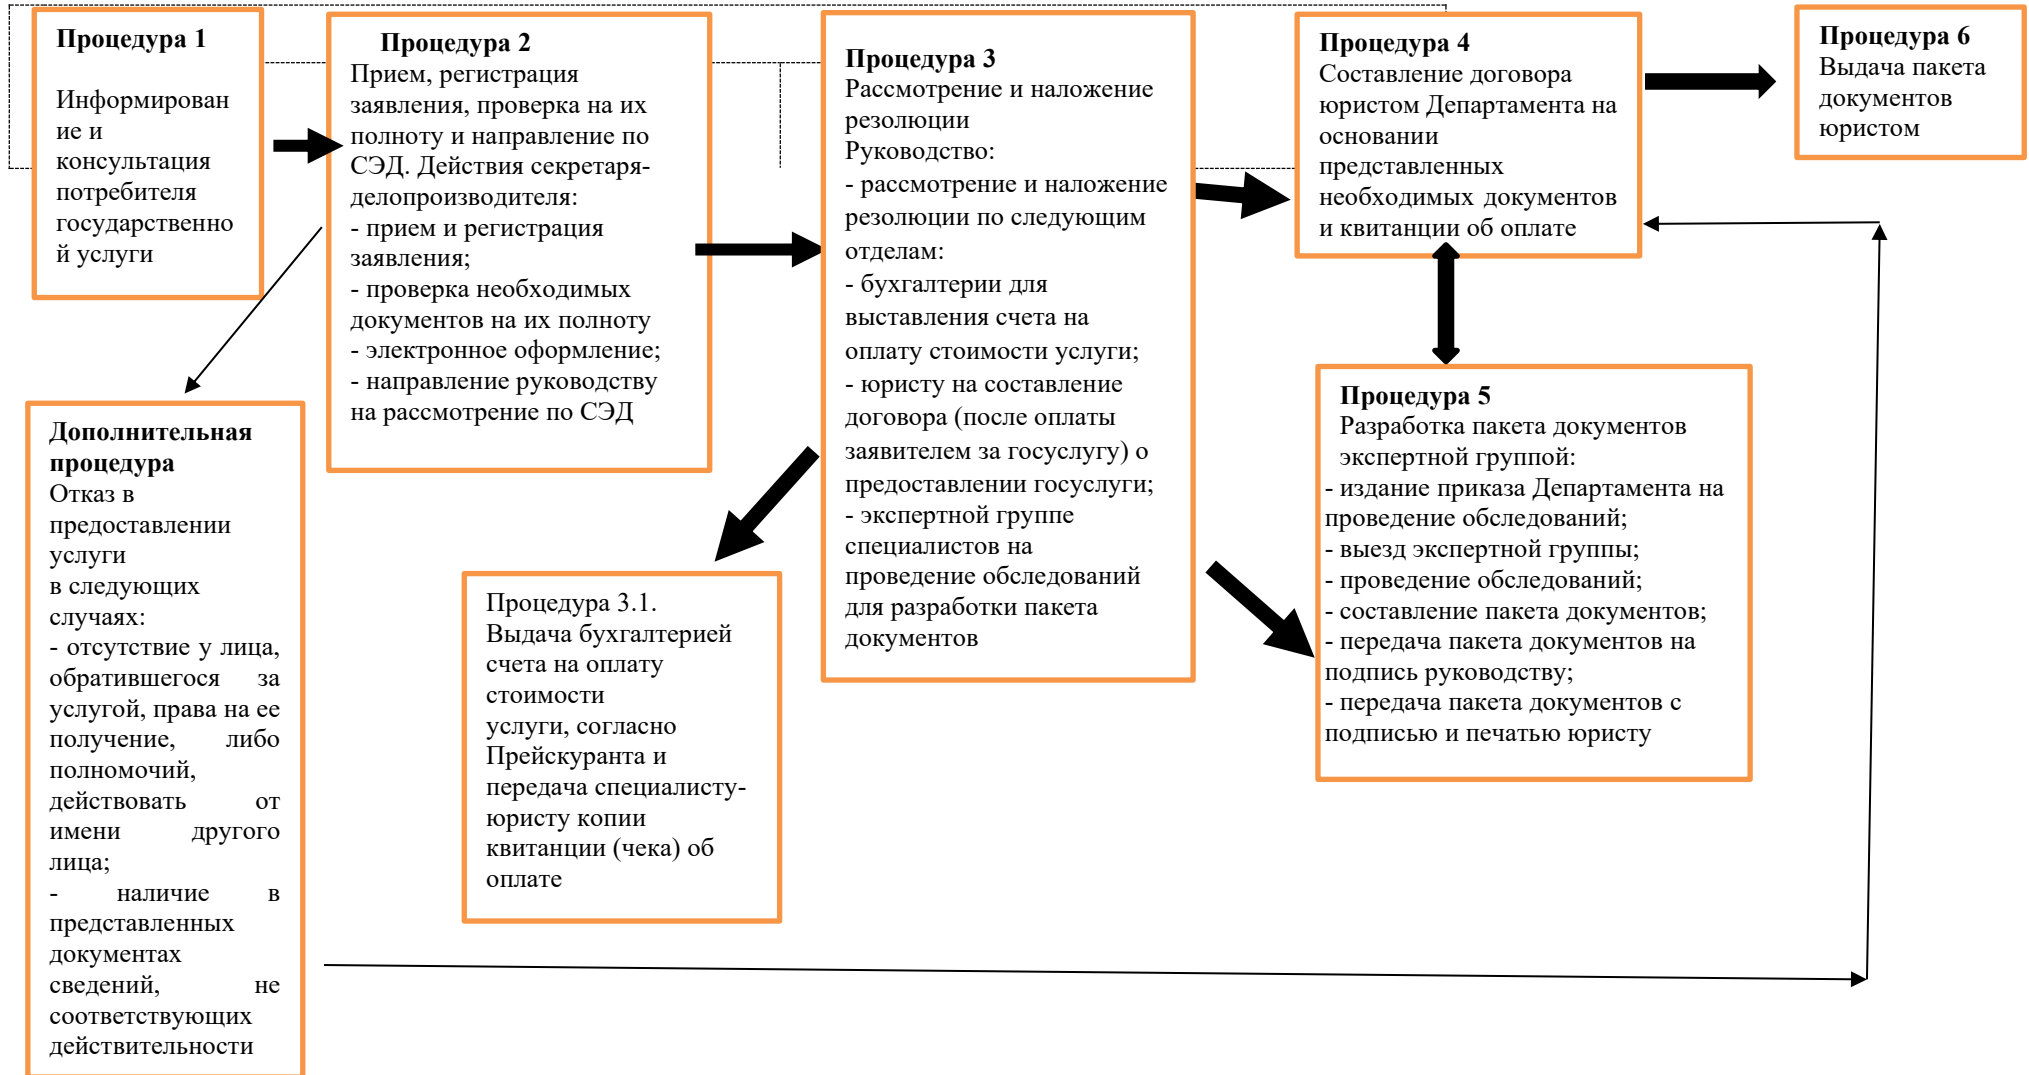 Процедура 1
Информирован
ие и
консультация
потребителя
государственно
й услуги
Процедура 2
Прием, регистрация
заявления, проверка на их
полноту и направление по
СЭД. Действия секретаря-
делопроизводителя:
- прием и регистрация
заявления;
- проверка необходимых
документов на их полноту
- электронное оформление;
- направление руководству
на рассмотрение по СЭД
Процедура 3
Рассмотрение и наложение
резолюции
Руководство:
- рассмотрение и наложение
резолюции по следующим
отделам:
- бухгалтерии для
выставления счета на
оплату стоимости услуги;
- юристу на составление
договора (после оплаты
заявителем за госуслугу) о
предоставлении госуслуги;
- экспертной группе
специалистов на
проведение обследований
для разработки пакета
документов
Процедура 4
Составление договора
юристом Департамента на
основании
представленных
необходимых документов
и квитанции об оплате
Процедура 6
Выдача пакета
документов
юристом
Дополнительная
процедура
Отказ в
предоставлении
услуги
в следующих
случаях:
- отсутствие у лица,
обратившегося за
услугой, права на ее
получение, либо
полномочий,
действовать от
имени другого
лица;
- наличие в
представленных
документах
сведений, не
соответствующих
действительности
Процедура 3.1.
Выдача бухгалтерией
счета на оплату
стоимости
услуги, согласно
Прейскуранта и
передача специалисту-
юристу копии
квитанции (чека) об
оплате
Процедура 5
Разработка пакета документов
экспертной группой:
- издание приказа Департамента на
проведение обследований;
- выезд экспертной группы;
- проведение обследований;
- составление пакета документов;
- передача пакета документов на
подпись руководству;
- передача пакета документов с
подписью и печатью юристу